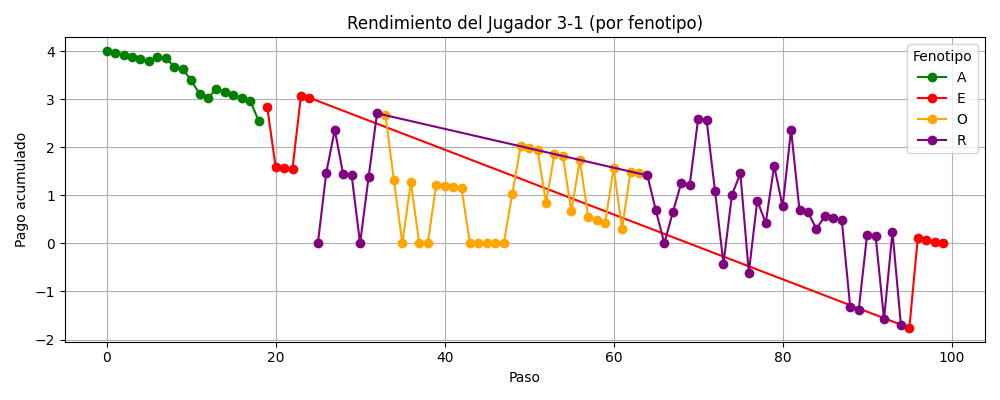 Rendimiento del Jugador 3-1 (por fenotipo)
Pago acumulado
4
3
2
1
0
−1
−2
Fenotipo
A
E
O
R
0 20 40 60 80 100
Paso